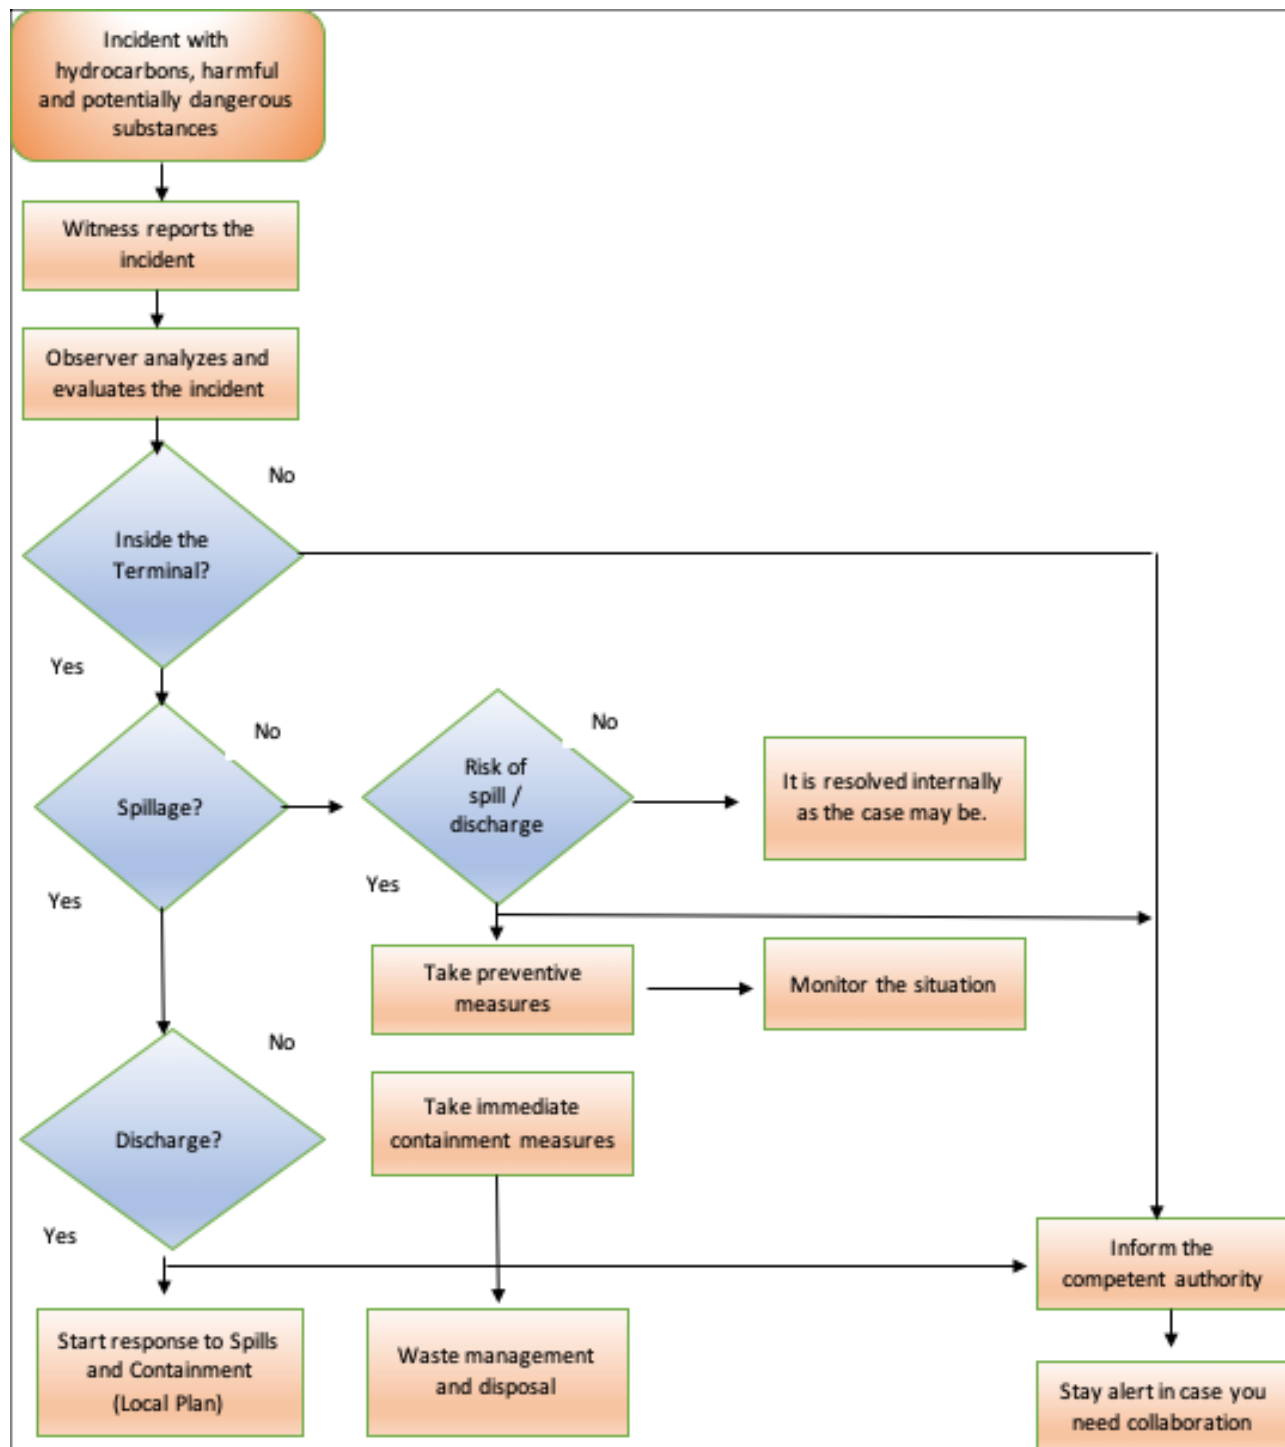 Incident with
hydrocarbons, harmful
and potentially dangerous
substances
Witness reports the
incident
Observer analyzes and
evaluates the incident
No
Inside the
Terminal?
Yes
No
Spillage?
Yes
No
Risk of
spill /
discharge
Yes
It is resolved internally
as the case may be.
Take preventive
measures
Monitor the situation
No
Discharge?
Yes
Take immediate
containment measures
Inform the
competent authority
Start response to Spills
and Containment
(Local Plan)
Waste management
and disposal
Stay alert in case you
need collaboration